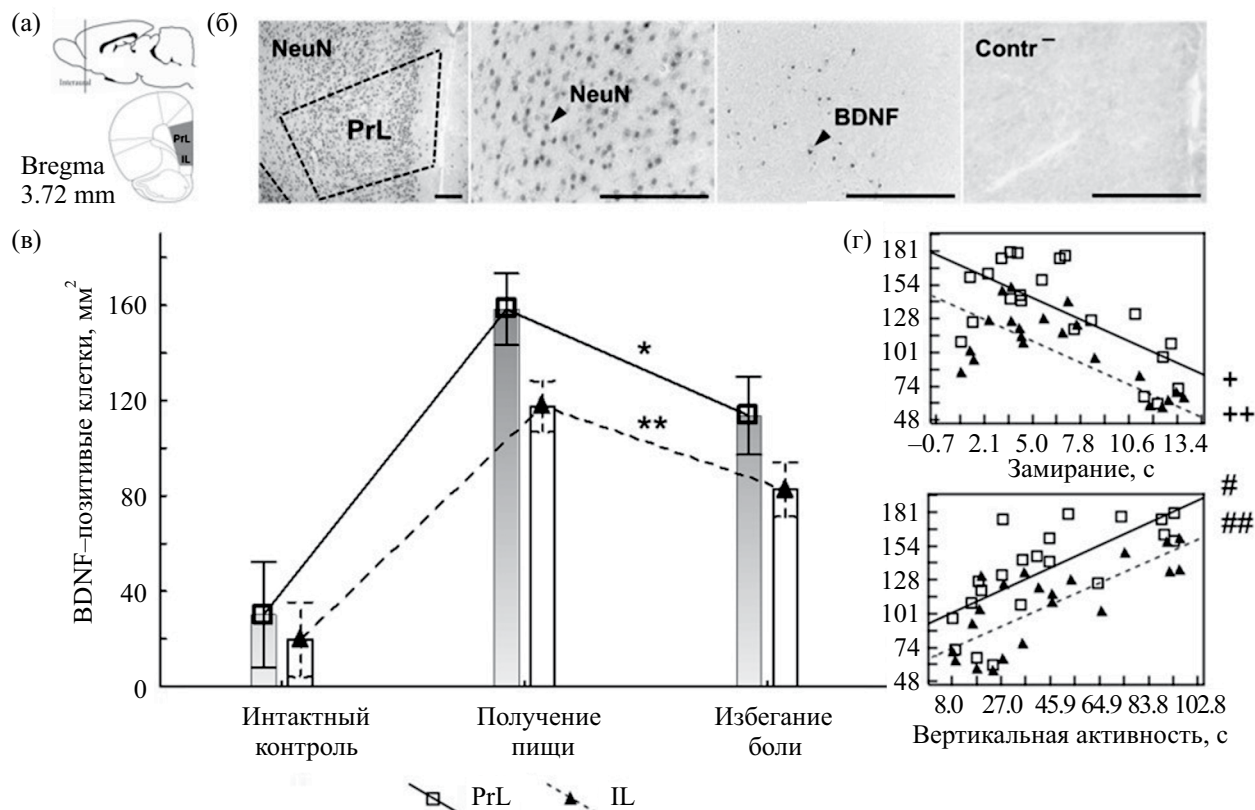 (а)
Interaural
PrL
IL
Bregma
3.72 mm
(б)
NeuN
PrL
NeuN
BDNF
Contr –
(в)
BDNF–позитивые клетки, мм2
160
120
80
40
0
*
**
Интактный
контроль
Получение
пищи
Избегание
боли
PrL
IL
(г)
181
154
128
101
74
48
–0.7 2.1 5.0 7.8 10.6 13.4
Замирание, с
+
++
#
##
181
154
128
101
74
48
8.0 27.0 45.9 64.9 83.8 102.8
Вертикальная активность, с